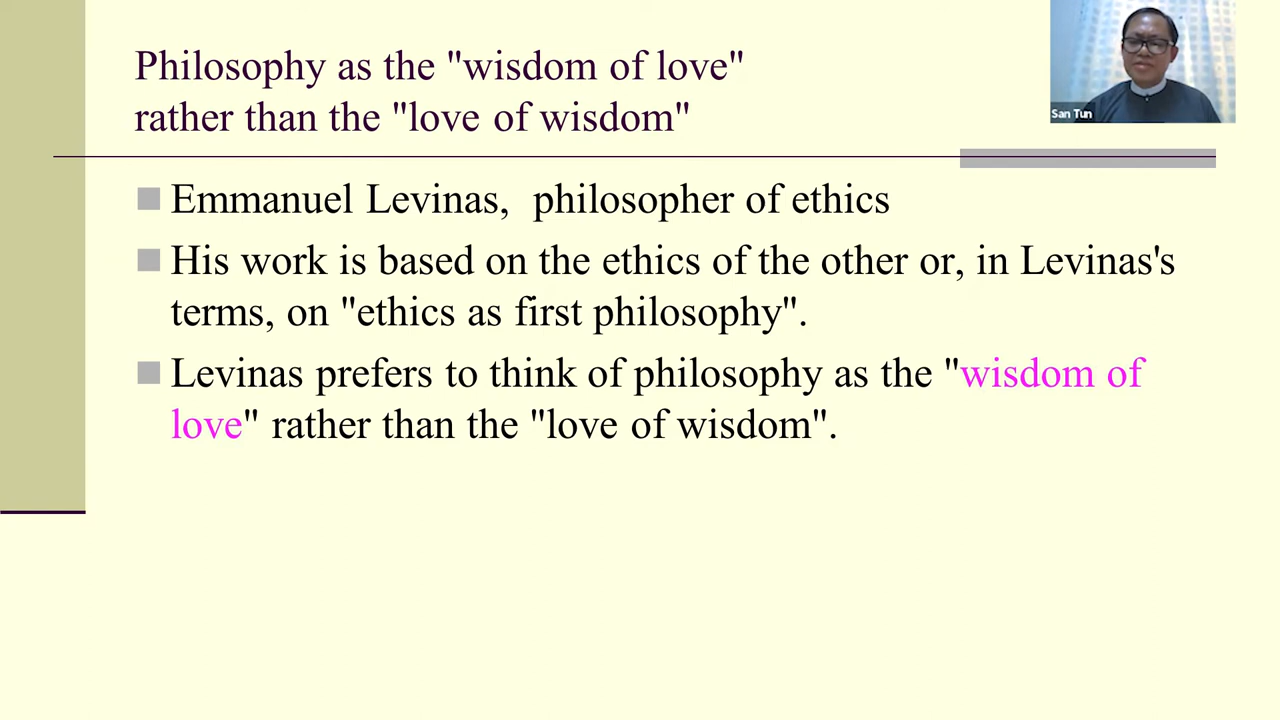 Philosophy as the "wisdom of love"
rather than the "love of wisdom"
San Tun
Emmanuel Levinas,  philosopher of ethics
His work is based on the ethics of the other or, in Levinas's
terms, on "ethics as first philosophy".
Levinas prefers to think of philosophy as the "wisdom of
love" rather than the "love of wisdom".